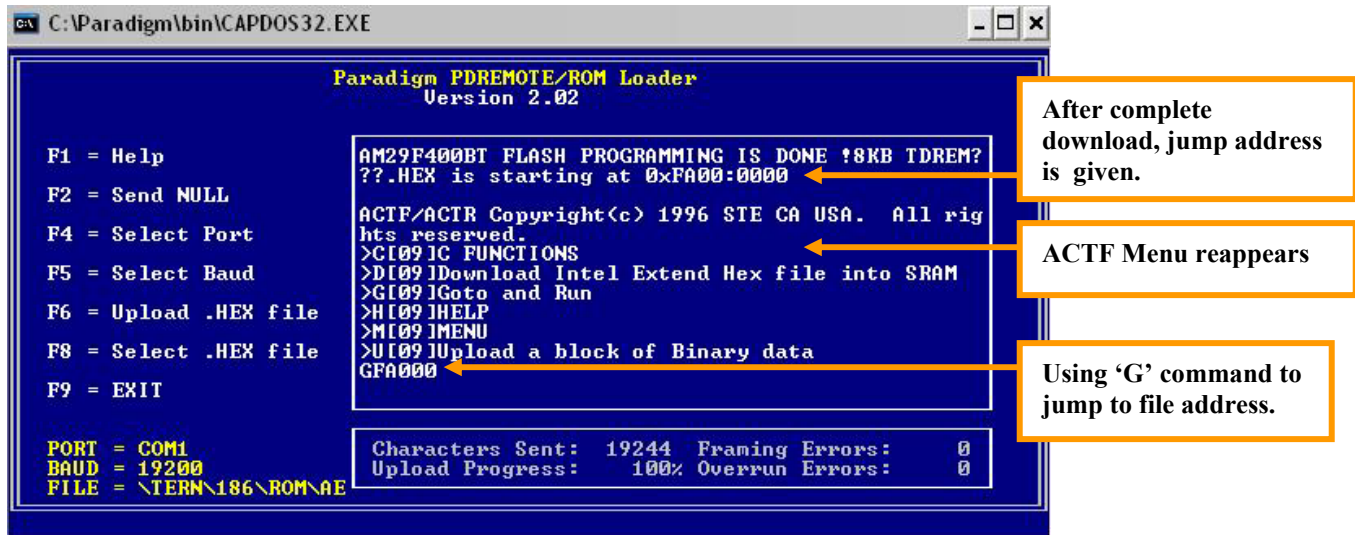 C:\Paradigm\bin\CAPDOS32.EXE
Paradigm PDREMOTE/ROM Loader
Version 2.02
F1 = Help
F2 = Send NULL
F4 = Select Port
F5 = Select Baud
F6 = Upload .HEX file
F8 = Select .HEX file
F9 = EXIT
AM29F400BT FLASH PROGRAMMING IS DONE !8KB TDREM?
??.HEX is starting at 0xFA00:0000
ACTF/ACTR Copyright(c) 1996 STE CA USA.  All rig
hts reserved.
>C[09]C FUNCTIONS
>D[09]Download Intel Extend Hex file into SRAM
>G[09]Goto and Run
>H[09]HELP
>M[09]MENU
>U[09]Upload a block of Binary data
GFA000
PORT = COM1
BAUD = 19200
FILE = \TERN\186\ROM\AE
Characters Sent: 19244 Framing Errors: 0
Upload Progress: 100% Overrun Errors: 0
After complete
download, jump address
is given.
ACTF Menu reappears
Using ‘G’ command to
jump to file address.